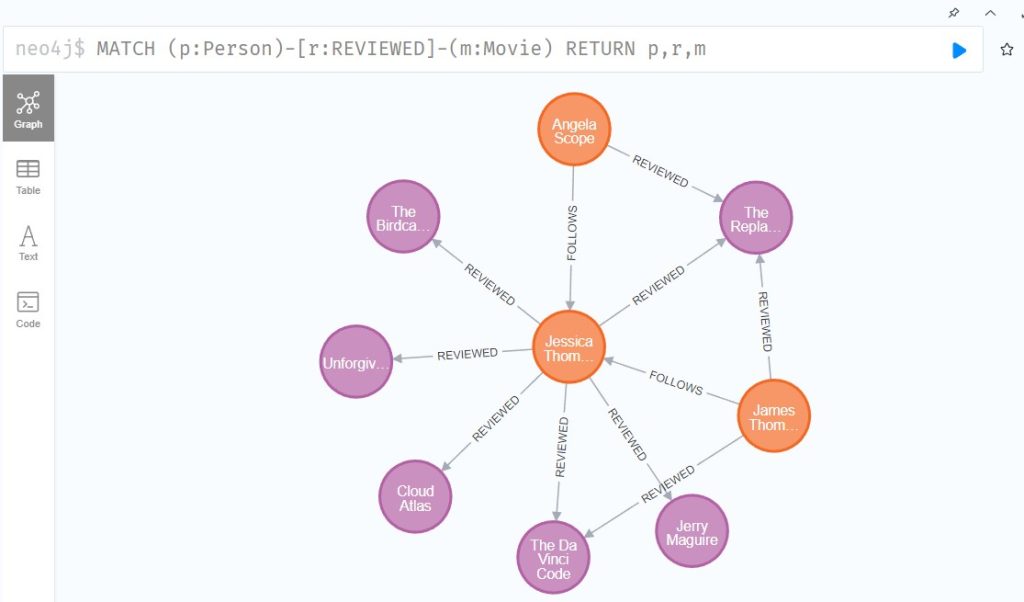 neo4j$ MATCH (p:Person)-[r:REVIEWED]-(m:Movie) RETURN p,r,m
Graph
Table
Text
Code
Angela
Scope
REVIEWED
The
Birdca...
FOLLOWS
The
Repla...
REVIEWED
REVIEWED
REVIEWED
Jessica
Thom...
REVIEWED
Unforgiv...
FOLLOWS
James
Thom...
REVIEWED
REVIEWED
REVIEWED
REVIEWED
Cloud
Atlas
Jerry
Maguire
The Da
Vinci
Code